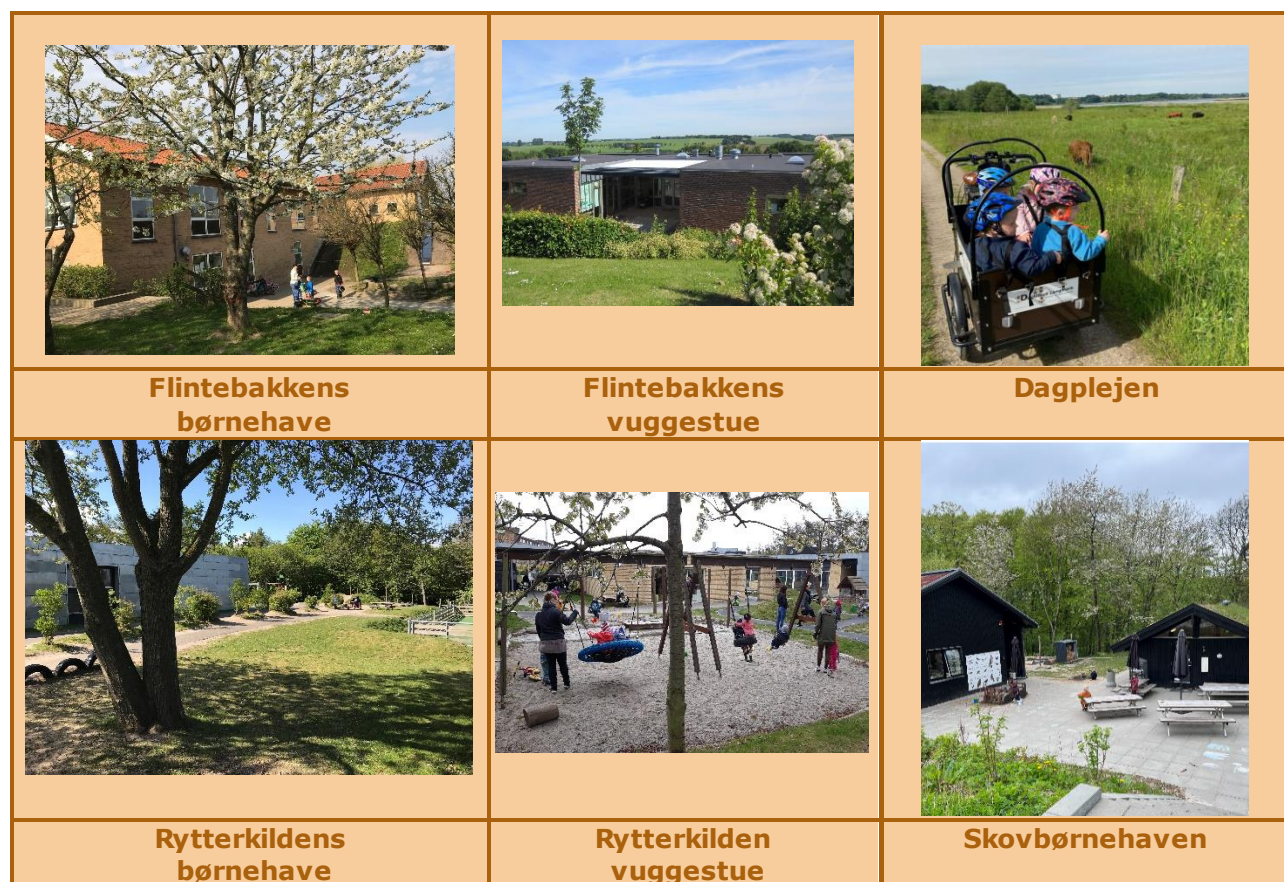 Flintebakkens
børnehave
Flintebakkens
vuggestue
Dagplejen
Rytterkildens
børnehave
Rytterkilden
vuggestue
Skovbørnehaven